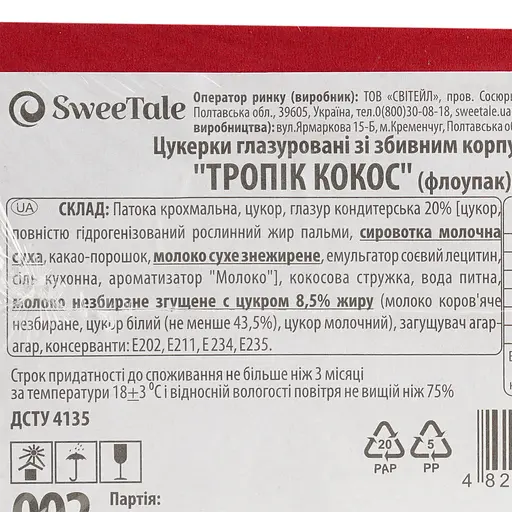 SweeTale
Оператор ринку (виробник): ТОВ «СВІТЕЙЛ», пров. Сосюр
Полтавська обл., 39605, Україна, тел.0(800)30-08-18, sweetale.u
виробництва): вул.Ярмаркова 15-Б, м.Кременчуг, Полтавська о
Цукерки глазуровані зі збивним корпу
"ТРОПІК КОКОС" (флоупак)
UA СКЛАД: Патока крохмальна, цукор, глазур кондитерська 20% [цукор,
повністю гідрогенізований рослинний жир пальми, сировотка молочна
суха, какао-порошок, молоко сухе знежирене, емульгатор соєвий лецитин,
сіль кухонна, ароматизатор "Молоко"], кокосова стружка, вода питна,
молоко незбиране згущене с цукром 8,5% жиру (молоко коров'яче
незбиране, цукор білий (не менше 43,5%), цукор молочний), загущувач агар-
агар, консерванти: Е202, Е211, Е 234, Е235.
Строк придатності до споживання не більше ніж 3 місяці
за температури 18±3 °С і відносній вологості повітря не вищій ніж 75%
ДСТУ 4135
20 5
PAP PP
4 82
Партія: